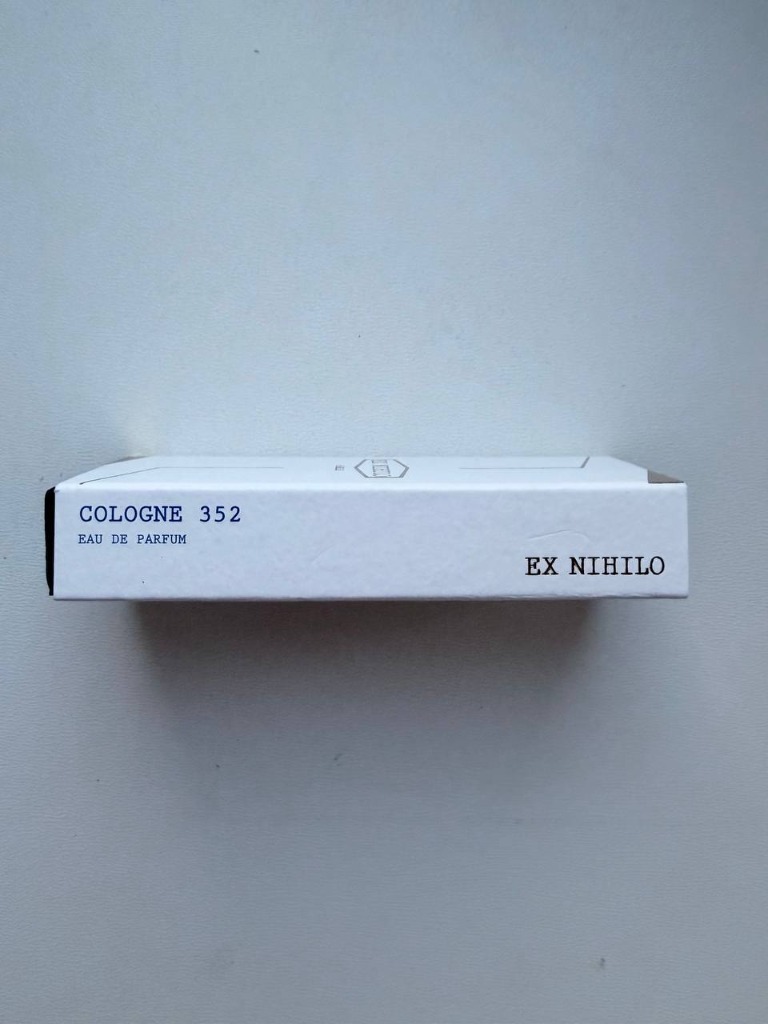 COLOGNE 352
EAU DE PARFUM
EX NIHILO